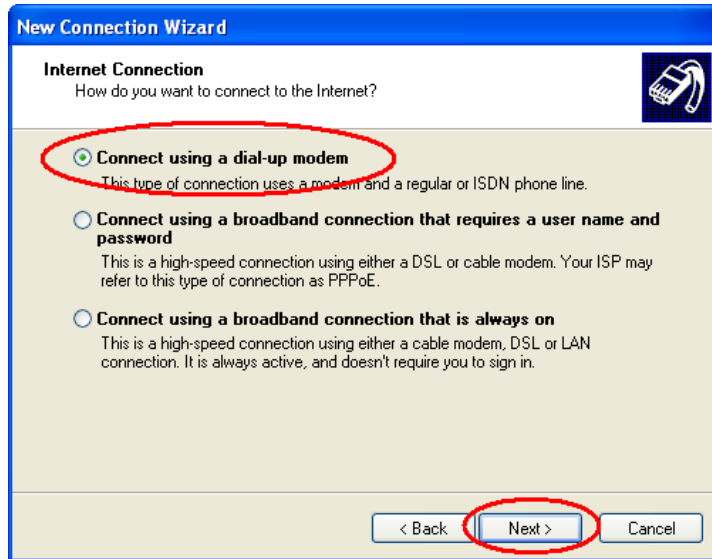 New Connection Wizard
Internet Connection
How do you want to connect to the Internet?
Connect using a dial-up modem
This type of connection uses a modem and a regular or ISDN phone line.
Connect using a broadband connection that requires a user name and
password
This is a high-speed connection using either a DSL or cable modem. Your ISP may
refer to this type of connection as PPPoE.
Connect using a broadband connection that is always on
This is a high-speed connection using either a cable modem, DSL or LAN
connection. It is always active, and doesn't require you to sign in.
< Back Next > Cancel